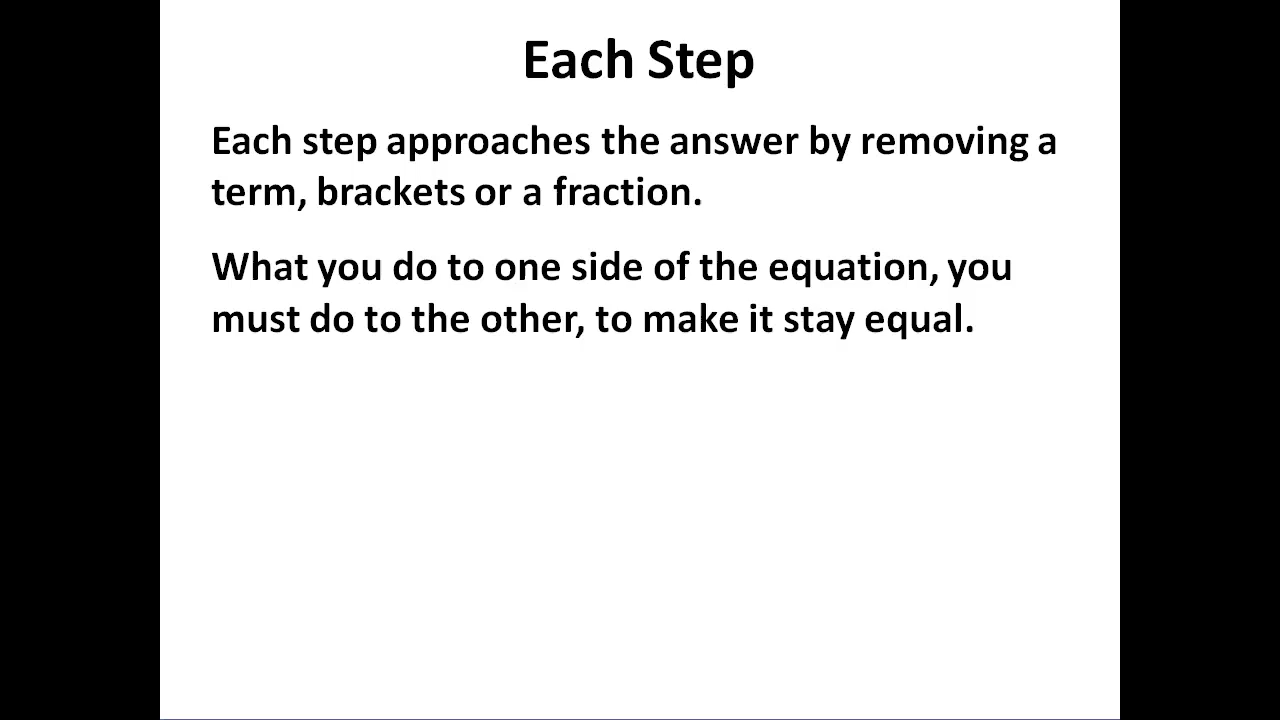 Each Step
Each step approaches the answer by removing a
term, brackets or a fraction.
What you do to one side of the equation, you
must do to the other, to make it stay equal.